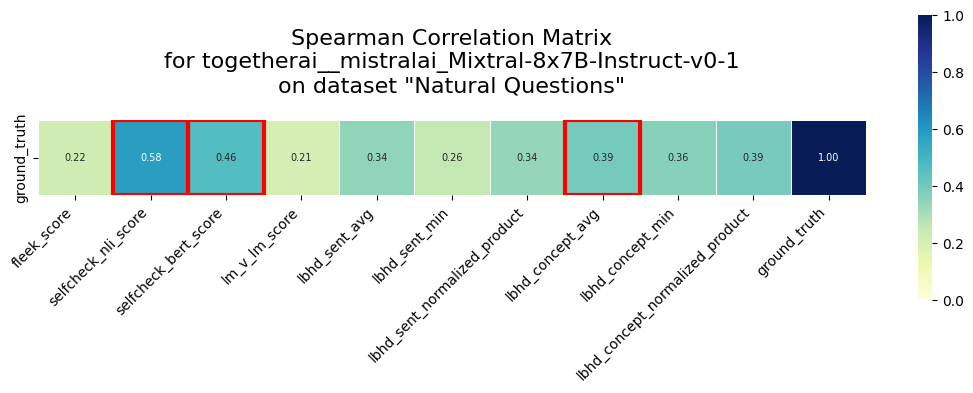 Spearman Correlation Matrix
for togetherai__mistralai_Mixtral-8x7B-Instruct-v0-1
on dataset "Natural Questions"
ground_truth
0.22
0.58
0.46
0.21
0.34
0.26
0.34
0.39
0.36
0.39
1.00
fleek_score
selfcheck_nli_score
selfcheck_bert_score
lm_v_lm_score
lbhd_sent_avg
lbhd_sent_min
lbhd_sent_normalized_product
lbhd_concept_avg
lbhd_concept_min
lbhd_concept_normalized_product
ground_truth
1.0
0.8
0.6
0.4
0.2
0.0